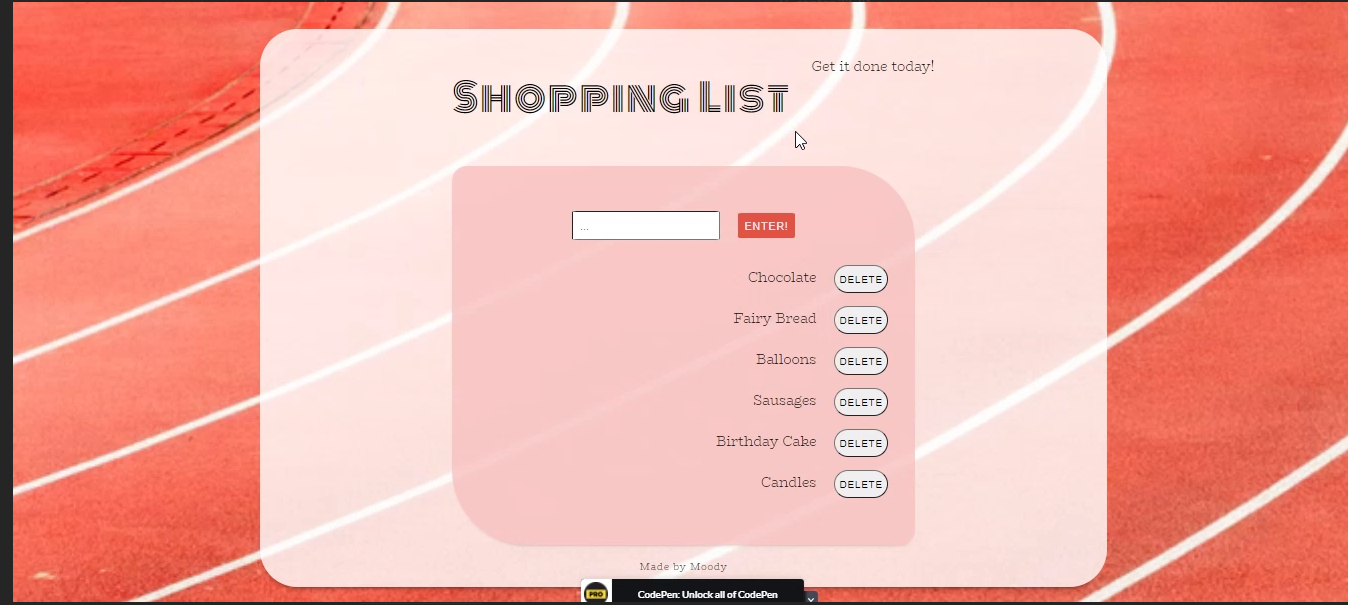 Get it done today!
Shopping List
...
ENTER!
Chocolate DELETE
Fairy Bread DELETE
Balloons DELETE
Sausages DELETE
Birthday Cake DELETE
Candles DELETE
Made by Moody
PRO CodePen: Unlock all of CodePen